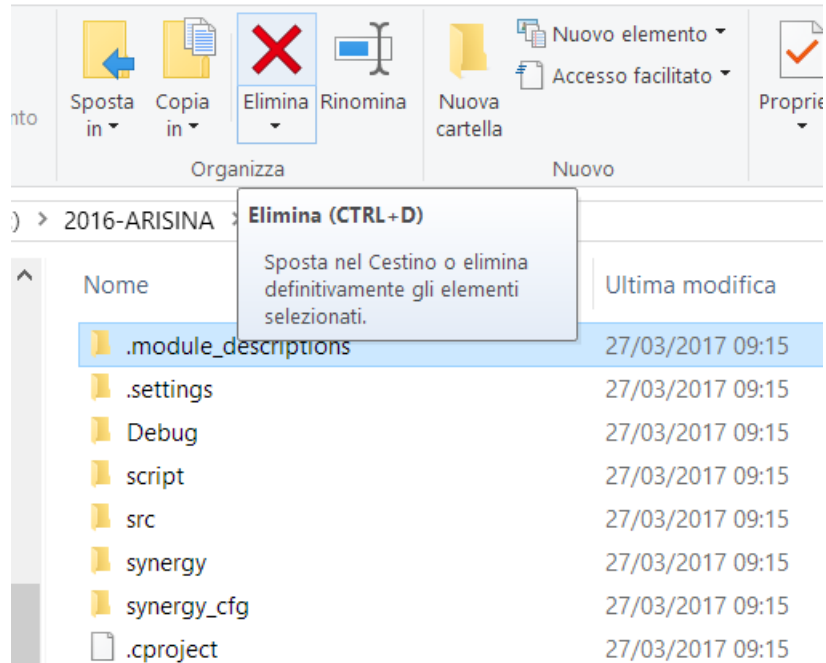 nto
Sposta in
Copia in
Elimina
Rinomina
Nuova cartella
Nuovo elemento
Accesso facilitato
Proprie
Organizza
Nuovo
) > 2016-ARISINA >
Elimina (CTRL+D)
Sposta nel Cestino o elimina
definitivamente gli elementi
selezionati.
Nome Ultima modifica
.module_descriptions 27/03/2017 09:15
.settings 27/03/2017 09:15
Debug 27/03/2017 09:15
script 27/03/2017 09:15
src 27/03/2017 09:15
synergy 27/03/2017 09:15
synergy_cfg 27/03/2017 09:15
.cproject 27/03/2017 09:15